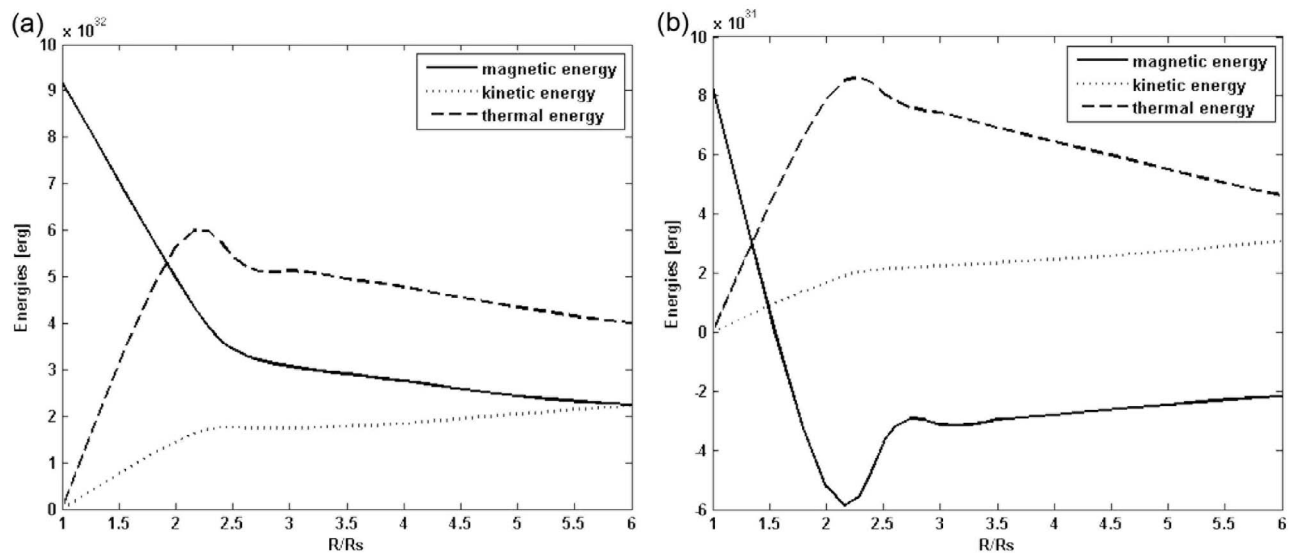 (a)
× 10^32
10
9
8
7
6
5
4
3
2
1
0
Energies [erg]
magnetic energy
kinetic energy
thermal energy
1 1.5 2 2.5 3 3.5 4 4.5 5 5.5 6
R/Rs
(b)
× 10^31
10
8
6
4
2
0
-2
-4
-6
Energies [erg]
magnetic energy
kinetic energy
thermal energy
1 1.5 2 2.5 3 3.5 4 4.5 5 5.5 6
R/Rs